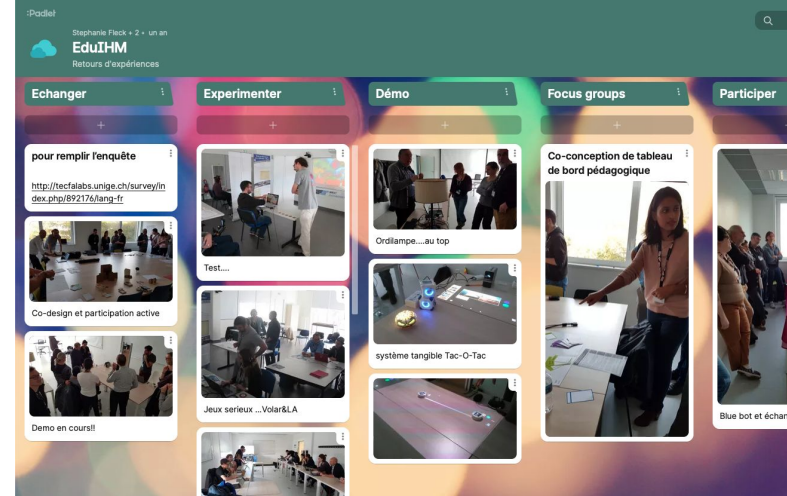 :Padlet
Stephanie Fleck + 2 • un an
EduIHM
Retours d'expériences
Echanger
pour remplir l'enquête
http://tecfalabs.unige.ch/survey/in
dex.php/892176/lang-fr
Co-design et participation active
Demo en cours!!
Experimenter
Test....
Jeux serieux ...Volar&LA
Démo
Ordilampe....au top
système tangible Tac-O-Tac
Focus groups
Co-conception de tableau
de bord pédagogique
Participer
Blue bot et échan